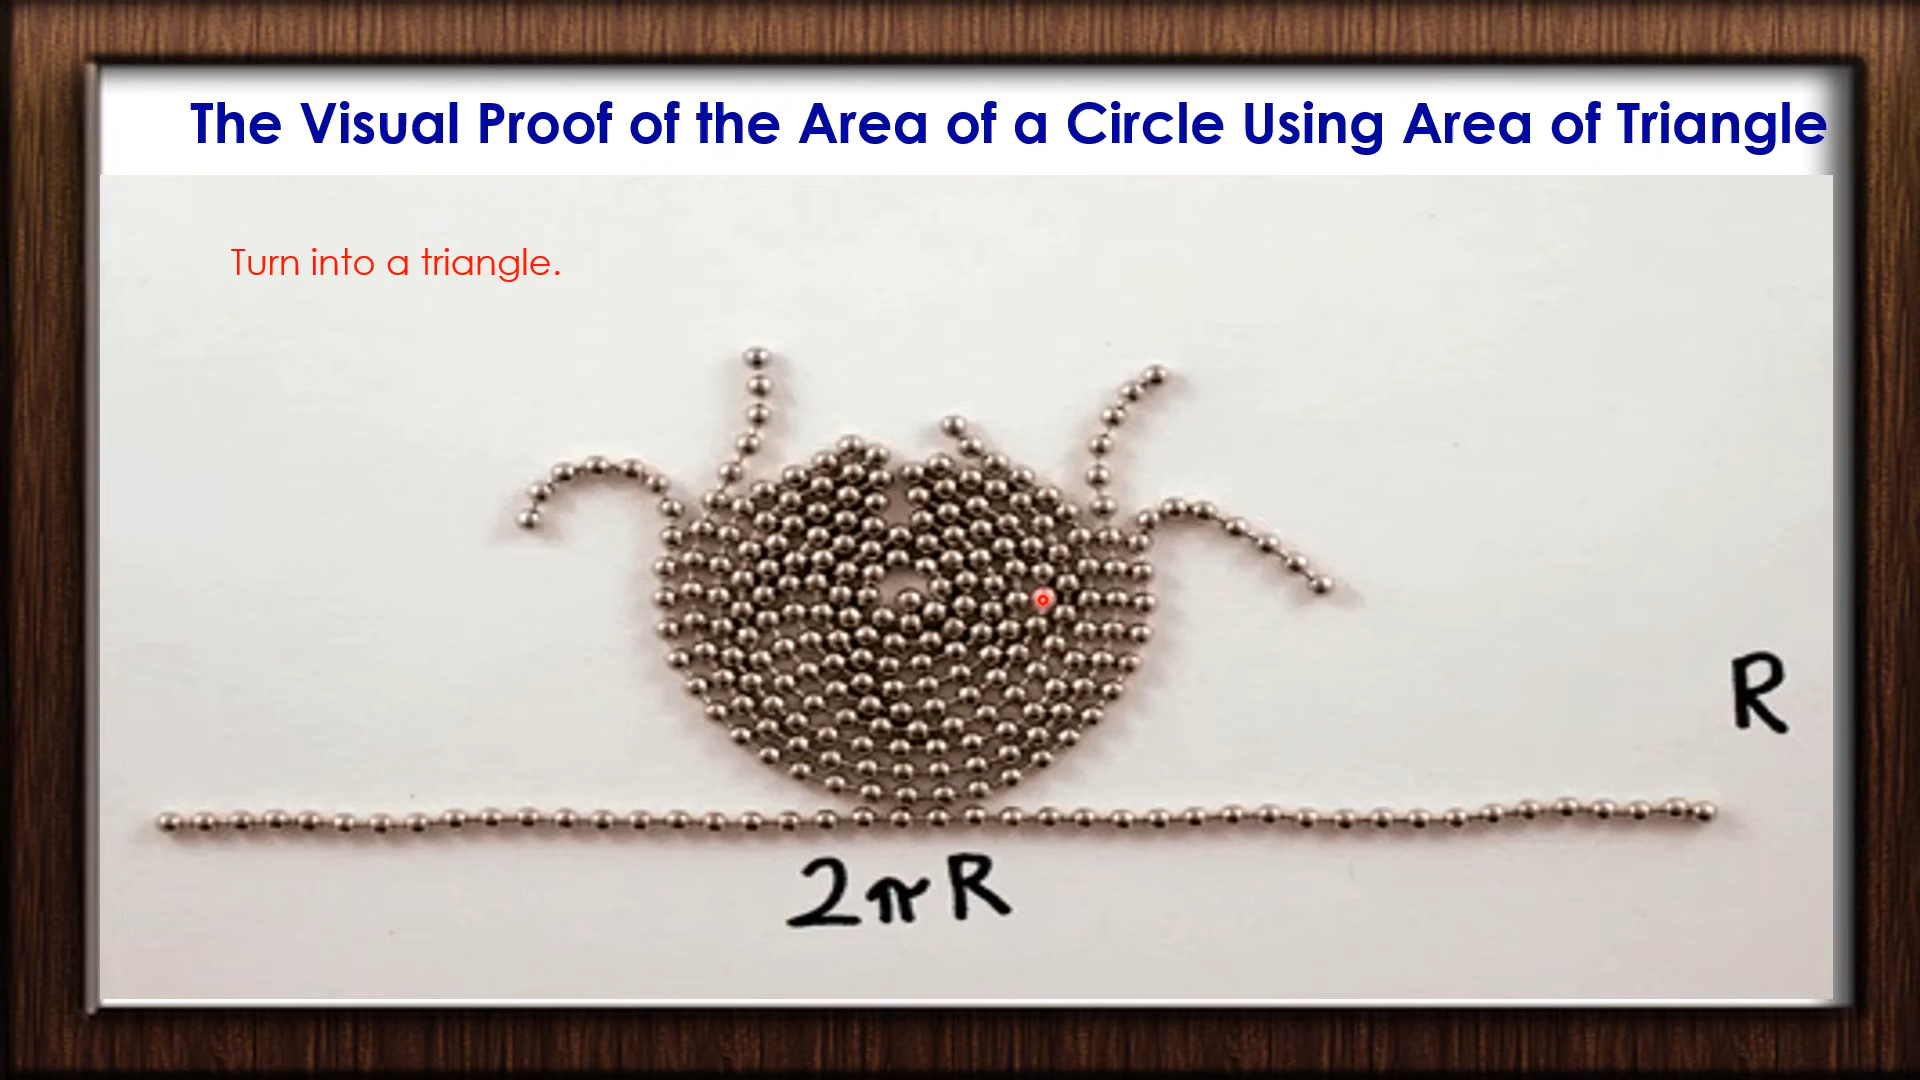 The Visual Proof of the Area of a Circle Using Area of Triangle
Turn into a triangle.
R
2πR